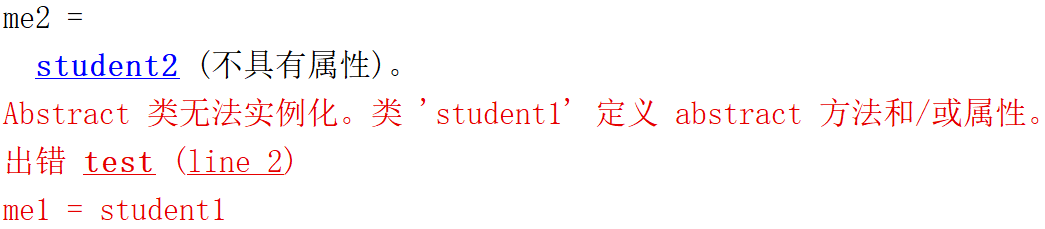 me2 =
student2 (不具有属性)。
Abstract 类无法实例化。类 'student1' 定义 abstract 方法和/或属性。
出错 test (line 2)
me1 = student1